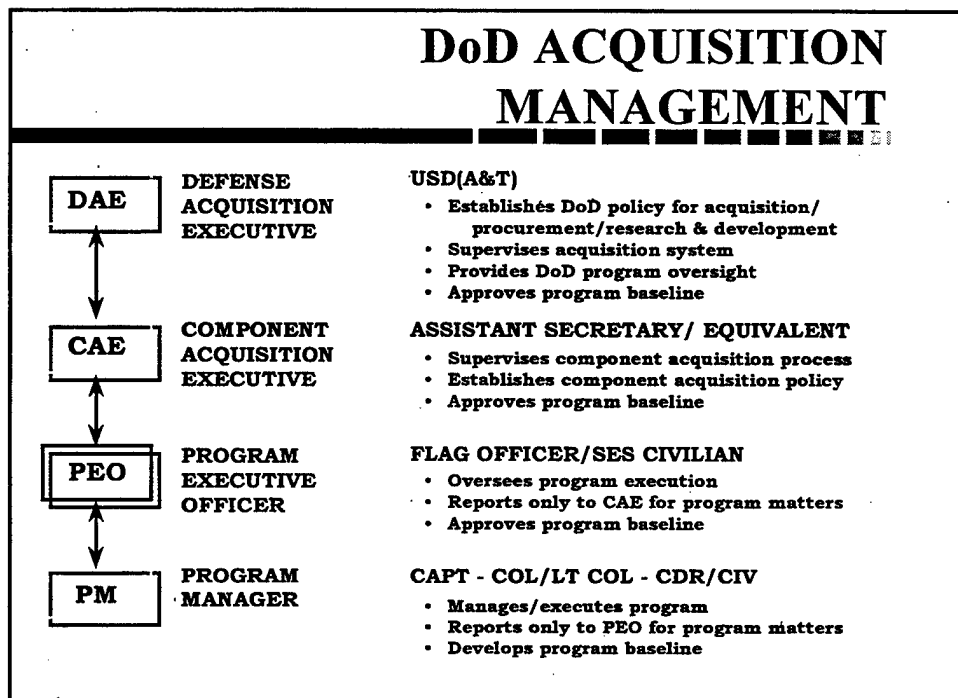 DoD ACQUISITION
MANAGEMENT
DAE
DEFENSE
ACQUISITION
EXECUTIVE
USD(A&T)
• Establishes DoD policy for acquisition/
procurement/research & development
• Supervises acquisition system
• Provides DoD program oversight
• Approves program baseline
CAE
COMPONENT
ACQUISITION
EXECUTIVE
ASSISTANT SECRETARY/ EQUIVALENT
• Supervises component acquisition process
• Establishes component acquisition policy
• Approves program baseline
PEO
PROGRAM
EXECUTIVE
OFFICER
FLAG OFFICER/SES CIVILIAN
• Oversees program execution
• Reports only to CAE for program matters
• Approves program baseline
PM
PROGRAM
MANAGER
CAPT - COL/LT COL - CDR/CIV
• Manages/executes program
• Reports only to PEO for program matters
• Develops program baseline